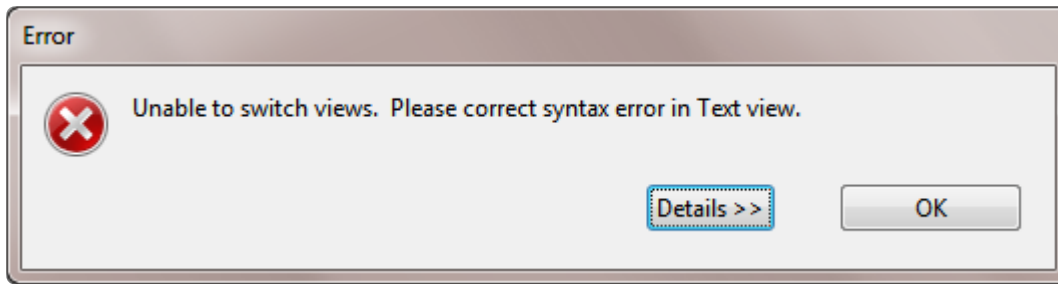 Error
Unable to switch views.  Please correct syntax error in Text view.
Details >>
OK